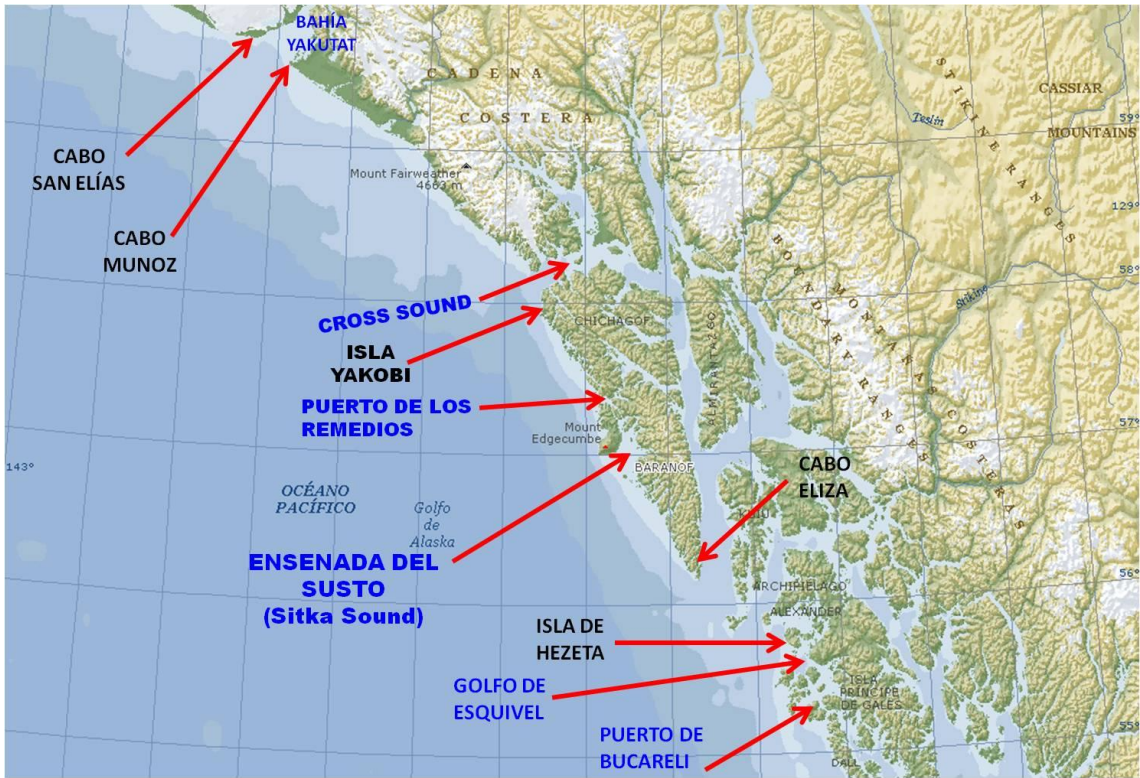 BAHÍA
YAKUTAT
CADENA
COSTERA
STIKINE RANGES
CASSIAR
MOUNTAINS
Teslín
59°
CABO
SAN ELÍAS
Mount Fairweather
4663 m
129°
CABO
MUNOZ
BOUNDARY RANGES
MONTAÑAS COSTERAS
58°
Stikine
CROSS SOUND
CHICHAGOF
ISLA
YAKOBI
ALMIRANTAZGO
PUERTO DE LOS
REMEDIOS
57°
Mount
Edgecumbe
143°
BARANOF
CABO
ELIZA
OCÉANO
PACÍFICO
Golfo
de
Alaska
KUIU
ENSENADA DEL
SUSTO
(Sitka Sound)
56°
ARCHIPIÉLAGO
ALEXANDER
ISLA DE
HEZETA
GOLFO DE
ESQUIVEL
ISLA
PRÍNCIPE
DE GALES
PUERTO DE
BUCARELI
55°
DALL